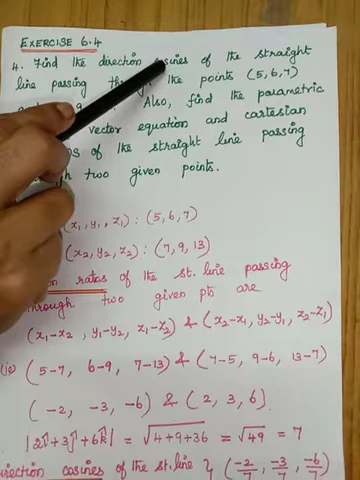 EXERCISE 6.4
4. Find the direction cosines of the straight
line passing through the points (5,6,7)
Also, find the parametric
vector equation and cartesian
of the straight line passing
two given points.
(x₁, y₁, z₁) : (5,6,7)
(x₂, y₂, z₂) : (7, 9, 13)
ratios of the st. line passing
through two given pts are
(x₁-x₂, y₁-y₂, z₁-z₂) & (x₂-x₁, y₂-y₁, z₂-z₁)
(ie) (5-7, 6-9, 7-13) & (7-5, 9-6, 13-7)
(-2, -3, -6) & (2, 3, 6).
|2î+3ĵ+6k̂| = √4+9+36 = √49 = 7
direction cosines of the st. line } (-2/7, -3/7, -6/7)